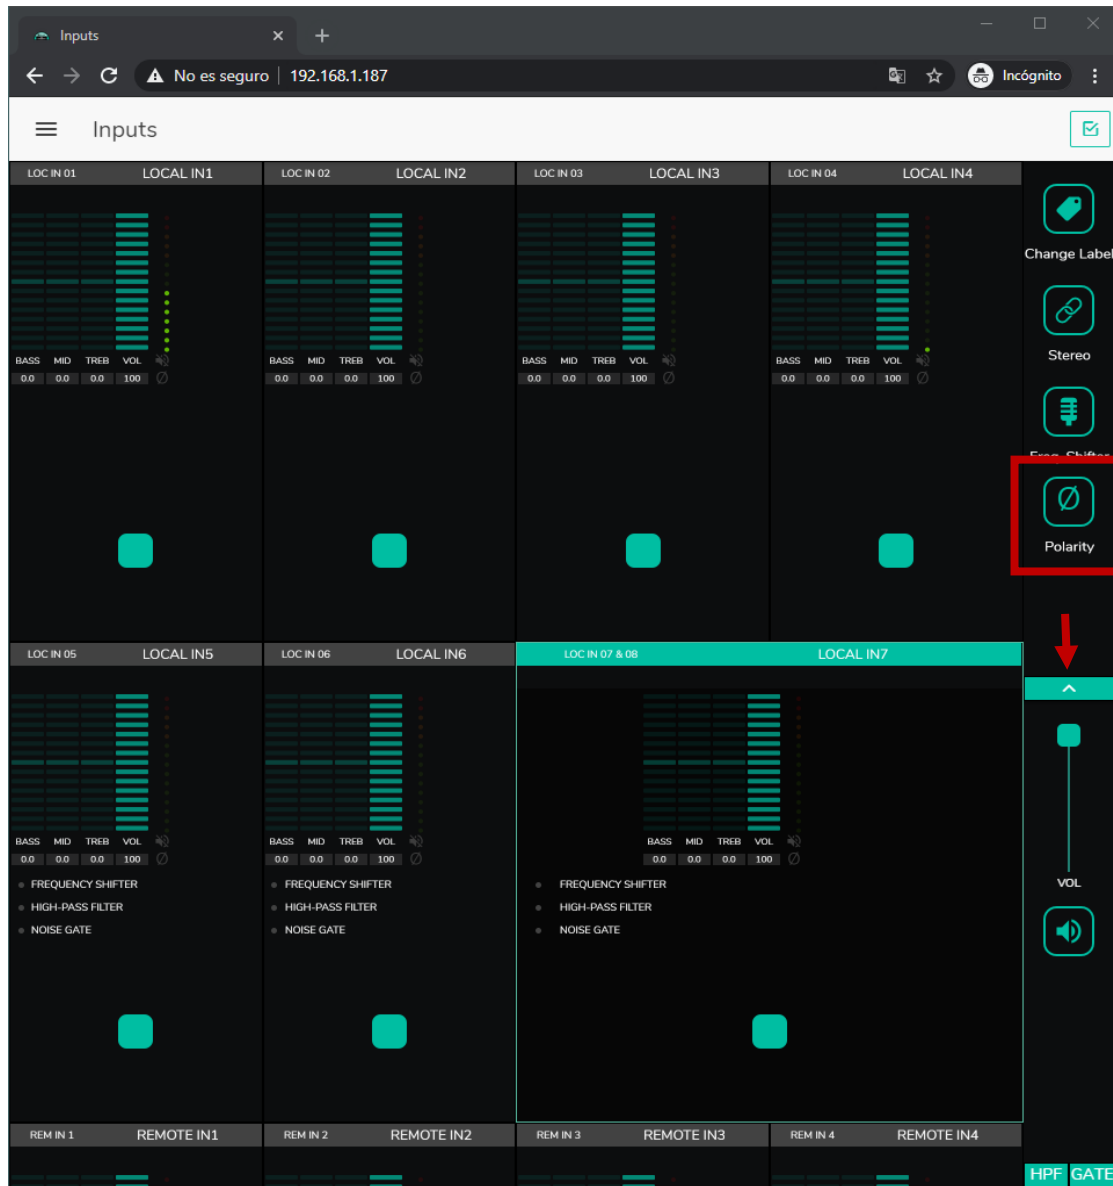 Inputs
No es seguro 192.168.1.187 Incógnito
Inputs
LOC IN 01 LOCAL IN1 LOC IN 02 LOCAL IN2 LOC IN 03 LOCAL IN3 LOC IN 04 LOCAL IN4
Change Label
Stereo
BASS MID TREB VOL BASS MID TREB VOL BASS MID TREB VOL BASS MID TREB VOL
0.0 0.0 0.0 100 0.0 0.0 0.0 100 0.0 0.0 0.0 100 0.0 0.0 0.0 100
Freq. Shifter
Polarity
LOC IN 05 LOCAL IN5 LOC IN 06 LOCAL IN6 LOC IN 07 & 08 LOCAL IN7
BASS MID TREB VOL BASS MID TREB VOL BASS MID TREB VOL
0.0 0.0 0.0 100 0.0 0.0 0.0 100 0.0 0.0 0.0 100
FREQUENCY SHIFTER FREQUENCY SHIFTER FREQUENCY SHIFTER VOL
HIGH-PASS FILTER HIGH-PASS FILTER HIGH-PASS FILTER
NOISE GATE NOISE GATE NOISE GATE
REM IN 1 REMOTE IN1 REM IN 2 REMOTE IN2 REM IN 3 REMOTE IN3 REM IN 4 REMOTE IN4
HPF GATE